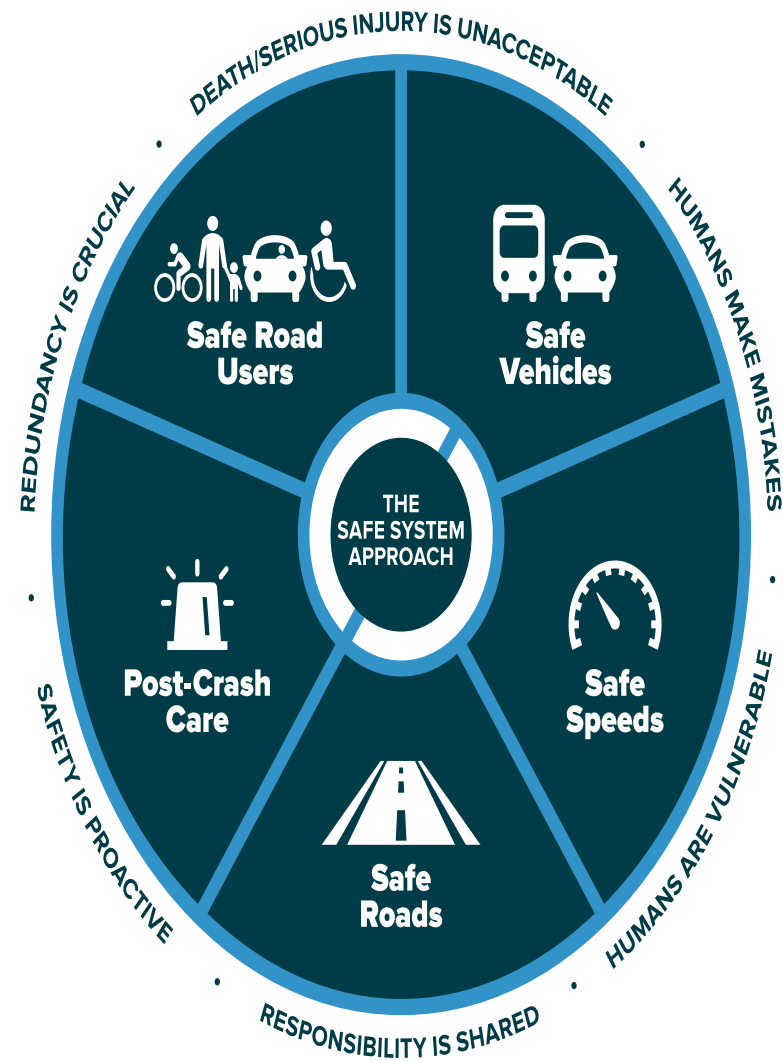 DEATH/SERIOUS INJURY IS UNACCEPTABLE
HUMANS MAKE MISTAKES
HUMANS ARE VULNERABLE
RESPONSIBILITY IS SHARED
SAFETY IS PROACTIVE
REDUNDANCY IS CRUCIAL
Safe Road
Users
Safe
Vehicles
THE
SAFE SYSTEM
APPROACH
Post-Crash
Care
Safe
Speeds
Safe
Roads